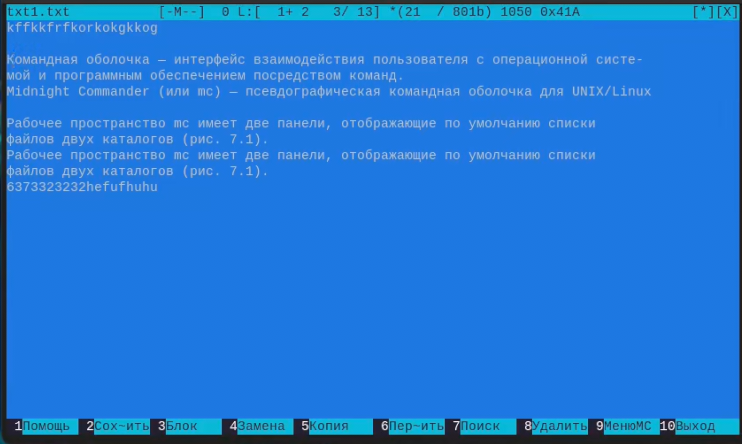 txt1.txt [-M--] 0 L:[ 1+ 2 3/ 13] *(21 / 801b) 1050 0x41A [*][X]
kffkkfrfkorkokgkkog
Командная оболочка — интерфейс взаимодействия пользователя с операционной систе-
мой и программным обеспечением посредством команд.
Midnight Commander (или mc) — псевдографическая командная оболочка для UNIX/Linux
Рабочее пространство mc имеет две панели, отображающие по умолчанию списки
файлов двух каталогов (рис. 7.1).
Рабочее пространство mc имеет две панели, отображающие по умолчанию списки
файлов двух каталогов (рис. 7.1).
6373323232hefufhuhu
1Помощь 2Сох~ить 3Блок 4Замена 5Копия 6Пер~ить 7Поиск 8Удалить 9МенюMC 10Выход